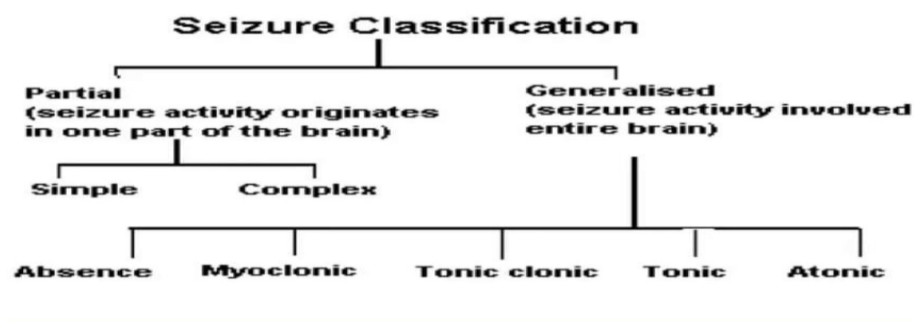 Seizure Classification
Partial
(seizure activity originates
in one part of the brain)
Generalised
(seizure activity involved
entire brain)
Simple
Complex
Absence
Myoclonic
Tonic clonic
Tonic
Atonic